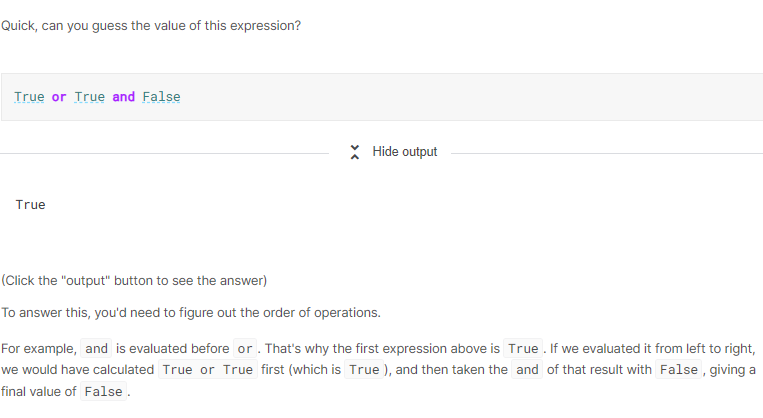 Quick, can you guess the value of this expression?
True or True and False
Hide output
True
(Click the "output" button to see the answer)
To answer this, you'd need to figure out the order of operations.
For example, and is evaluated before or. That's why the first expression above is True. If we evaluated it from left to right,
we would have calculated True or True first (which is True), and then taken the and of that result with False, giving a
final value of False.